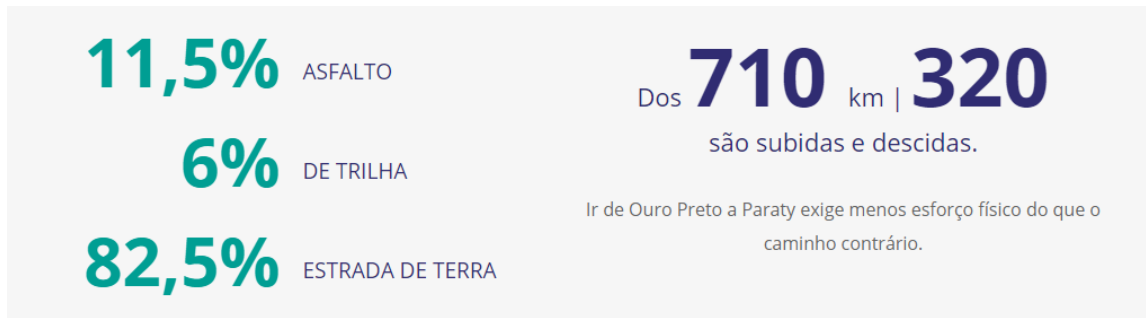 11,5% ASFALTO
6% DE TRILHA
82,5% ESTRADA DE TERRA
Dos 710 km | 320
são subidas e descidas.
Ir de Ouro Preto a Paraty exige menos esforço físico do que o
caminho contrário.